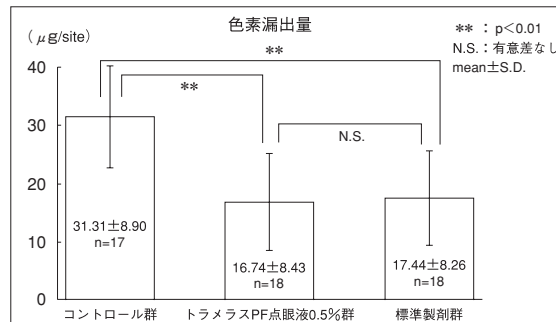 色素漏出量
(μg/site)
** : p<0.01
N.S.：有意差なし
mean±S.D.
**
**
N.S.
40
30
20
10
0
31.31±8.90
n=17
16.74±8.43
n=18
17.44±8.26
n=18
コントロール群
トラメラスPF点眼液0.5％群
標準製剤群